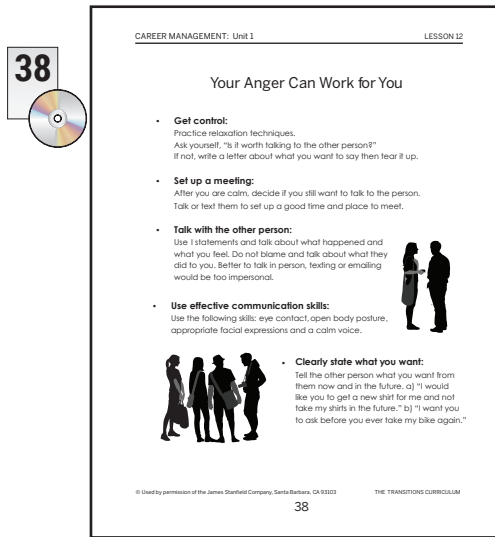 38
CAREER MANAGEMENT: Unit 1 LESSON 12
Your Anger Can Work for You
• Get control:
Practice relaxation techniques.
Ask yourself, “Is it worth talking to the other person?”
If not, write a letter about what you want to say then tear it up.
• Set up a meeting:
After you are calm, decide if you still want to talk to the person.
Talk or text them to set up a good time and place to meet.
• Talk with the other person:
Use I statements and talk about what happened and
what you feel. Do not blame and talk about what they
did to you. Better to talk in person, texting or emailing
would be too impersonal.
• Use effective communication skills:
Use the following skills: eye contact, open body posture,
appropriate facial expressions and a calm voice.
• Clearly state what you want:
Tell the other person what you want from
them now and in the future. a) “I would
like you to get a new shirt for me and not
take my shirts in the future.” b) “I want you
to ask before you ever take my bike again.”
© Used by permission of the James Stanfield Company, Santa Barbara, CA 93103 THE TRANSITIONS CURRICULUM
38